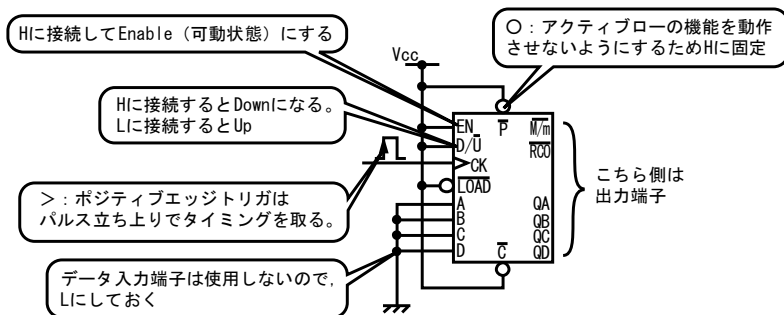 Hに接続してEnable（可動状態）にする
○：アクティブローの機能を動作
させないようにするためHに固定
Vcc
Hに接続するとDownになる。
Lに接続するとUp
EN
P̅
M̅/̅m̅
D/U̅
R̅C̅O̅
CK
L̅O̅A̅D̅
こちら側は
出力端子
＞：ポジティブエッジトリガは
パルス立ち上りでタイミングを取る。
A
QA
B
QB
C
QC
D
QD
C̅
データ入力端子は使用しないので，
Lにしておく